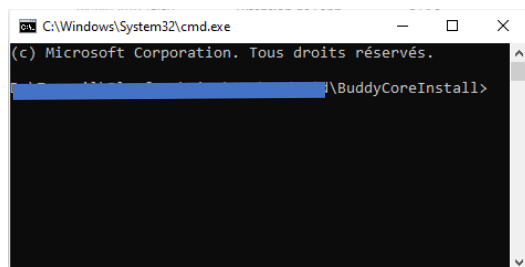 C:\Windows\System32\cmd.exe
(c) Microsoft Corporation. Tous droits réservés.
\BuddyCoreInstall>